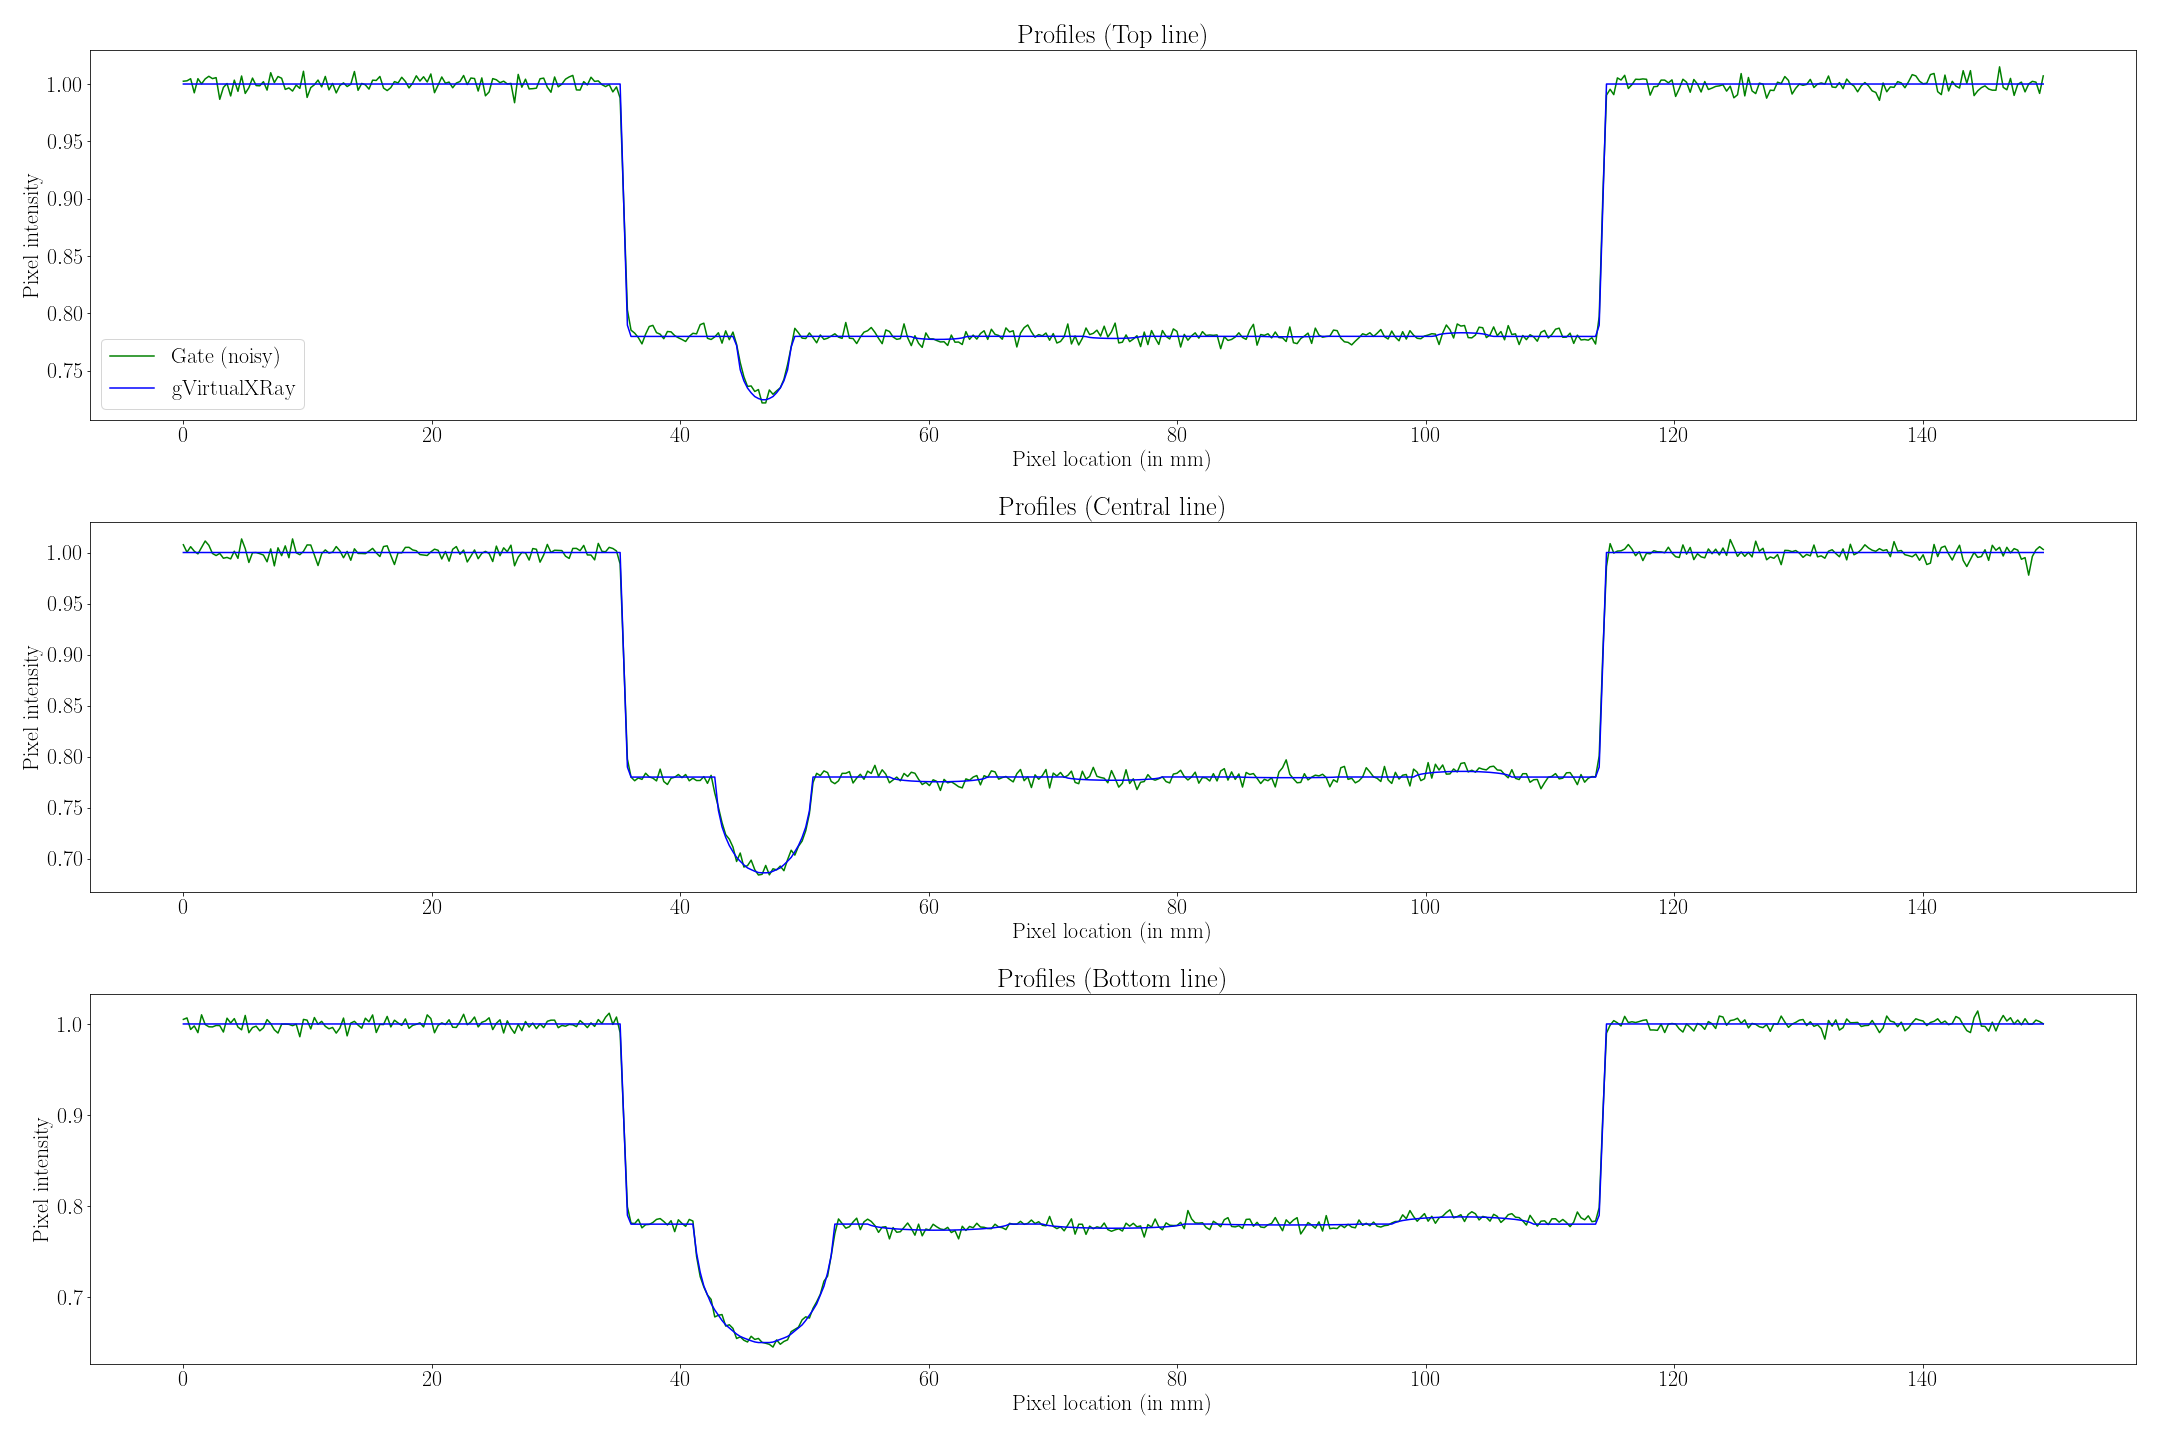 Profiles (Top line)
Pixel intensity
1.00
0.95
0.90
0.85
0.80
0.75
Gate (noisy)
gVirtualXRay
0 20 40 60 80 100 120 140
Pixel location (in mm)
Profiles (Central line)
Pixel intensity
1.00
0.95
0.90
0.85
0.80
0.75
0.70
0 20 40 60 80 100 120 140
Pixel location (in mm)
Profiles (Bottom line)
Pixel intensity
1.0
0.9
0.8
0.7
0 20 40 60 80 100 120 140
Pixel location (in mm)